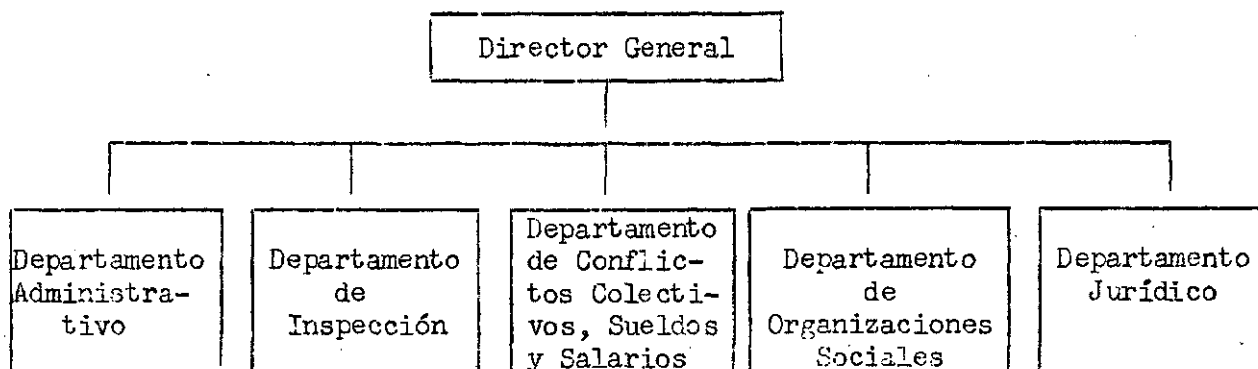 Director General
Departamento
Administra-
tivo
Departamento
de
Inspección
Departamento
de Conflic-
tos Colecti-
vos, Sueldos
y Salarios
Departamento
de
Organizaciones
Sociales
Departamento
Jurídico